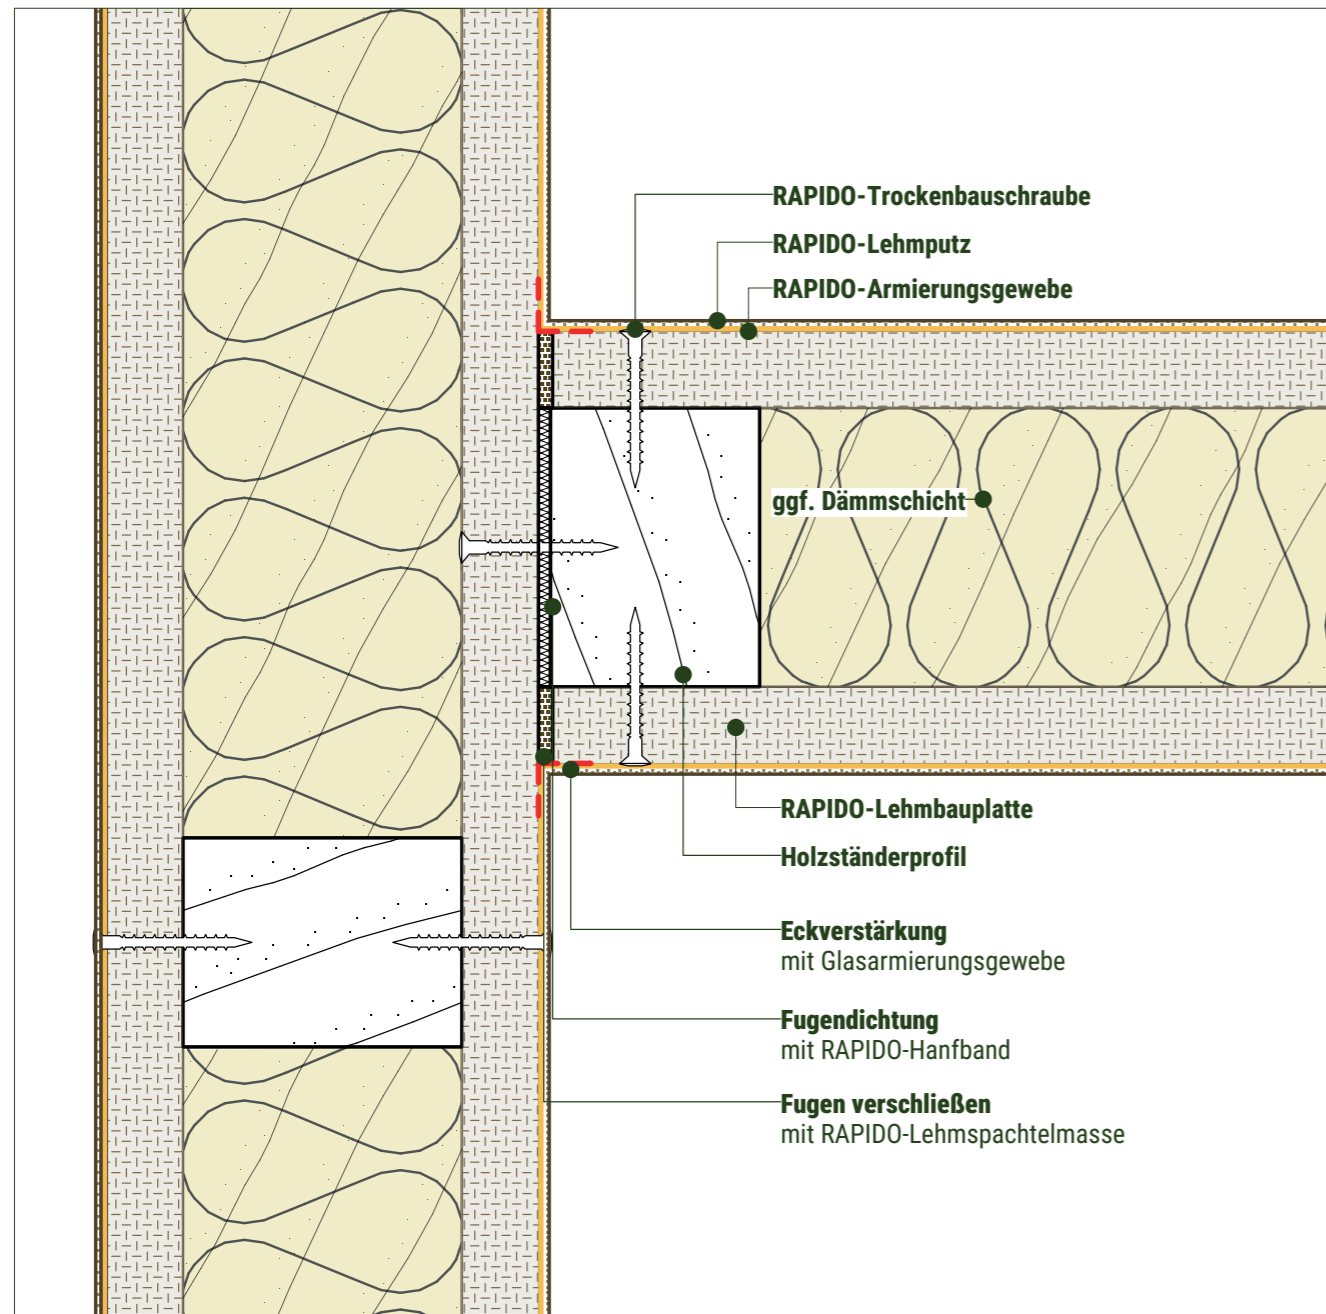 RAPIDO-Trockenbauschraube
RAPIDO-Lehmputz
RAPIDO-Armierungsgewebe
ggf. Dämmschicht
RAPIDO-Lehmbauplatte
Holzständerprofil
Eckverstärkung
mit Glasarmierungsgewebe
Fugendichtung
mit RAPIDO-Hanfband
Fugen verschließen
mit RAPIDO-Lehmspachtelmasse